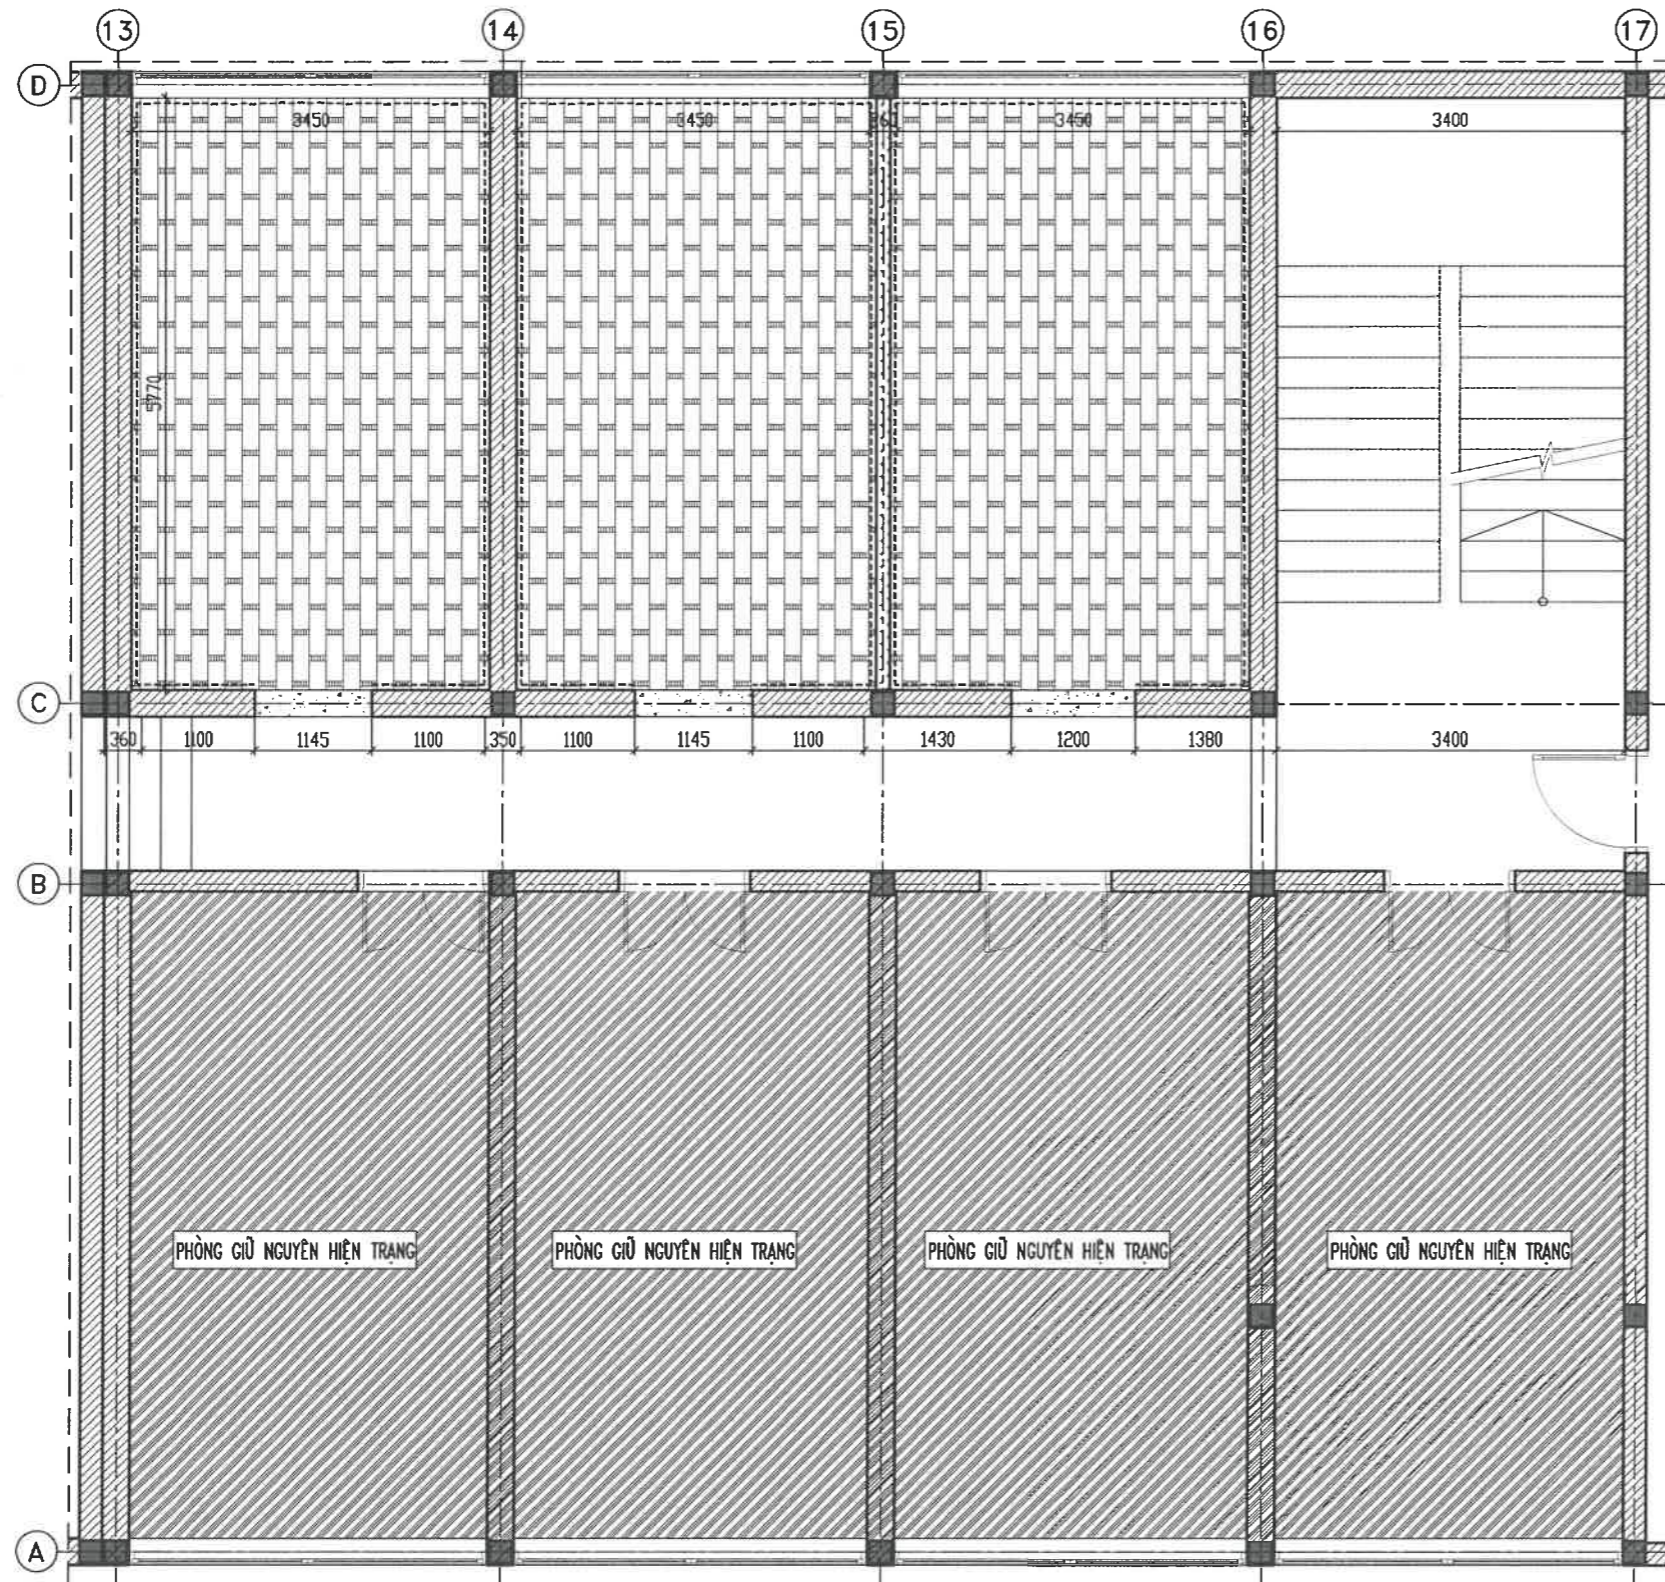 13 14 15 16 17
D
3450 3450 3450 3400
5770
C
360 1100 1145 1100 350 1100 1145 1100 1430 1200 1380 3400
B
PHÒNG GIỮ NGUYÊN HIỆN TRẠNG PHÒNG GIỮ NGUYÊN HIỆN TRẠNG PHÒNG GIỮ NGUYÊN HIỆN TRẠNG PHÒNG GIỮ NGUYÊN HIỆN TRẠNG
A